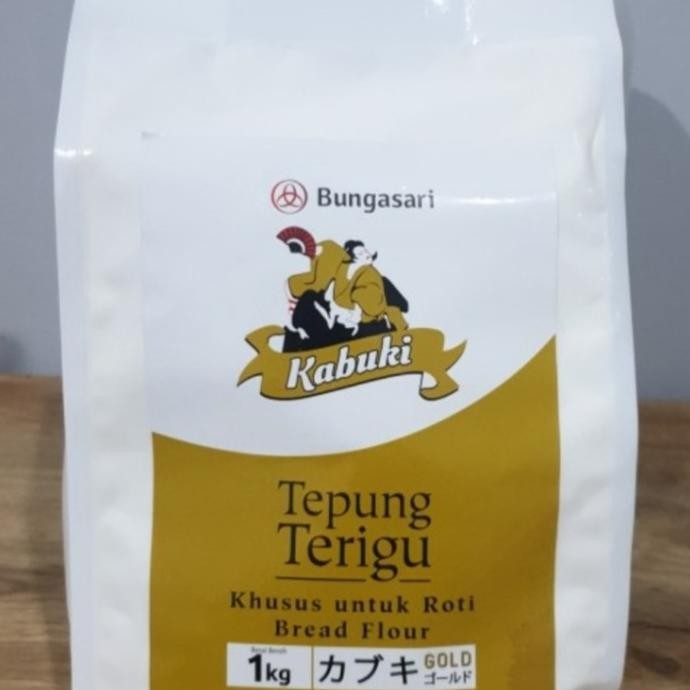 Bungasari
Kabuki
Tepung
Terigu
Khusus untuk Roti
Bread Flour
1kg
カブキ GOLD
ゴールド